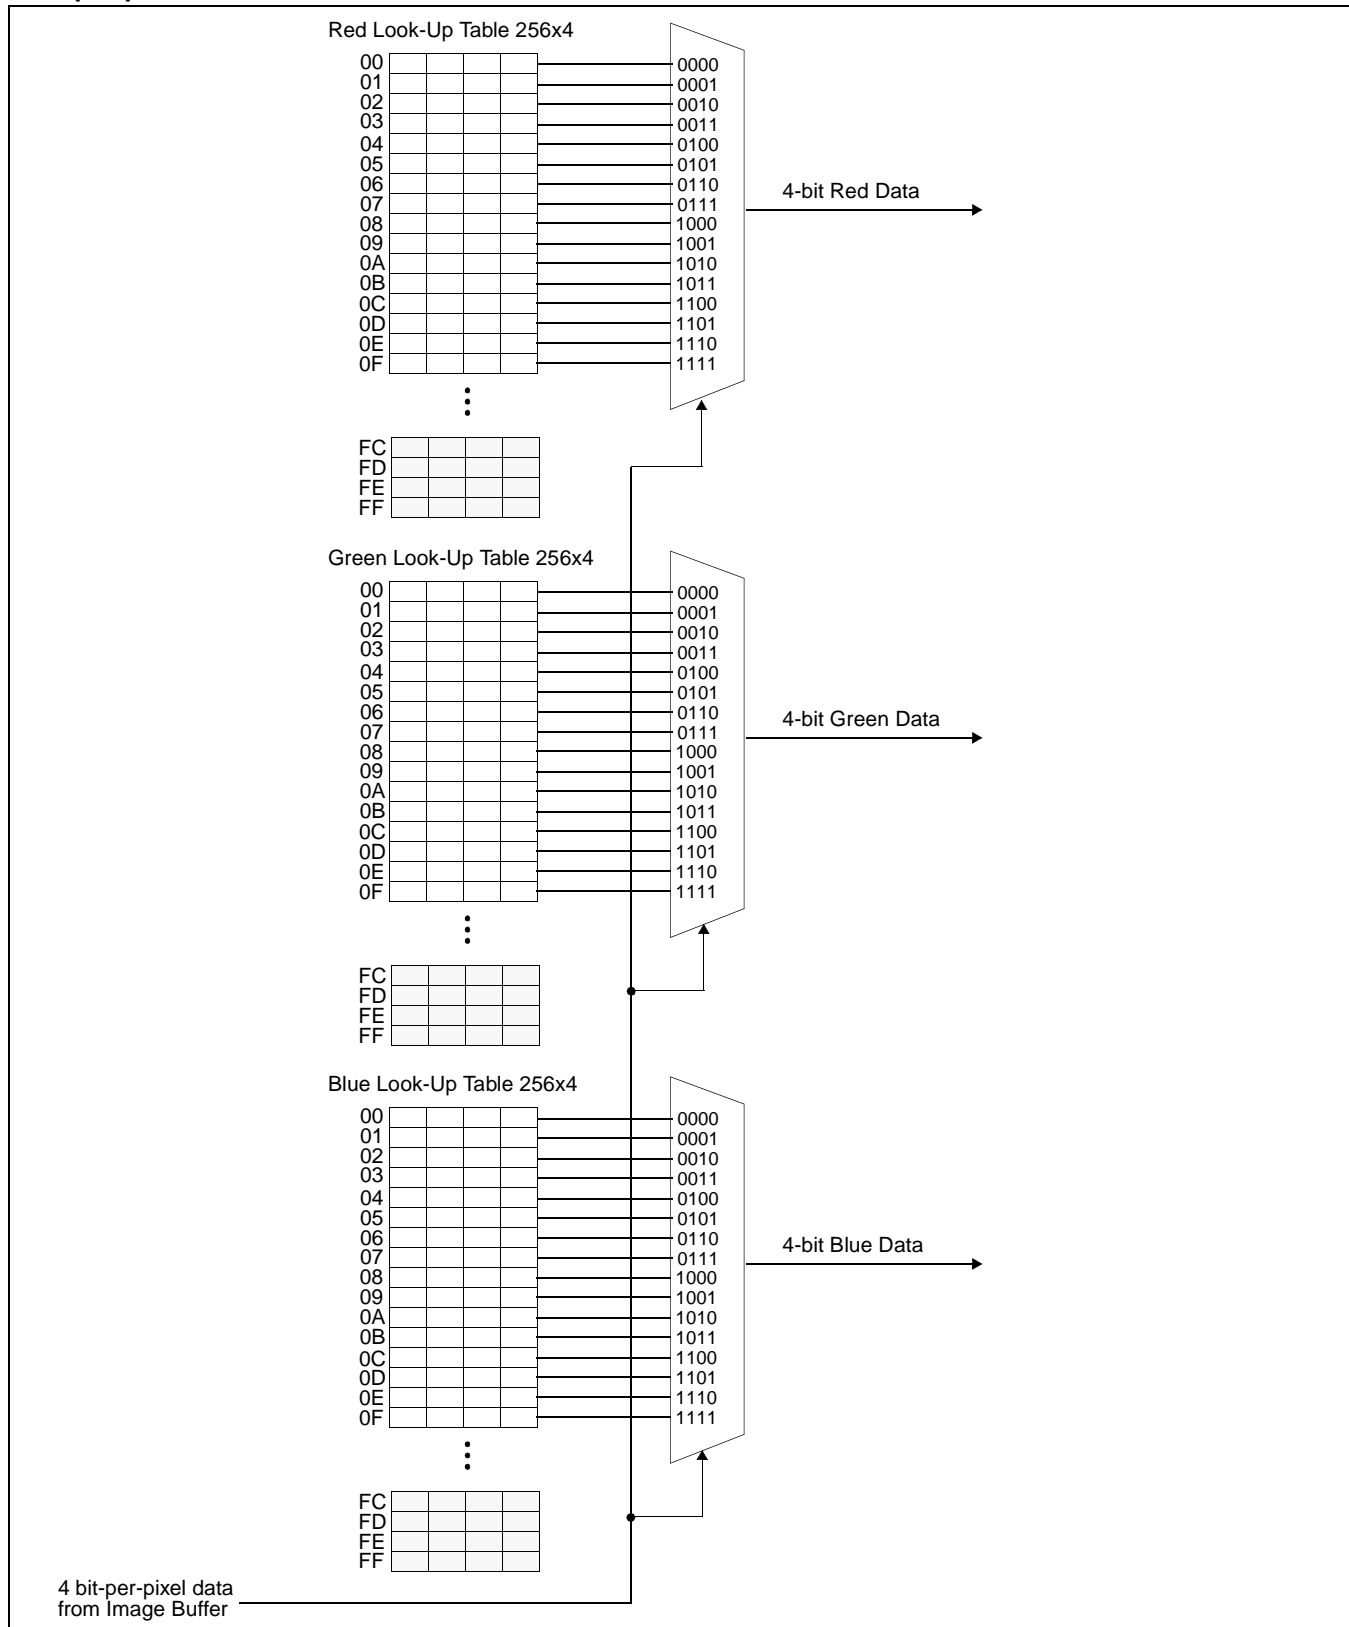 Red Look-Up Table 256x4
00 0000
01 0001
02 0010
03 0011
04 0100
05 0101
06 0110
4-bit Red Data
07 0111
08 1000
09 1001
0A 1010
0B 1011
0C 1100
0D 1101
0E 1110
0F 1111
FC
FD
FE
FF
Green Look-Up Table 256x4
00 0000
01 0001
02 0010
03 0011
04 0100
05 0101
06 0110
4-bit Green Data
07 0111
08 1000
09 1001
0A 1010
0B 1011
0C 1100
0D 1101
0E 1110
0F 1111
FC
FD
FE
FF
Blue Look-Up Table 256x4
00 0000
01 0001
02 0010
03 0011
04 0100
05 0101
06 0110
4-bit Blue Data
07 0111
08 1000
09 1001
0A 1010
0B 1011
0C 1100
0D 1101
0E 1110
0F 1111
FC
FD
FE
FF
4 bit-per-pixel data
from Image Buffer